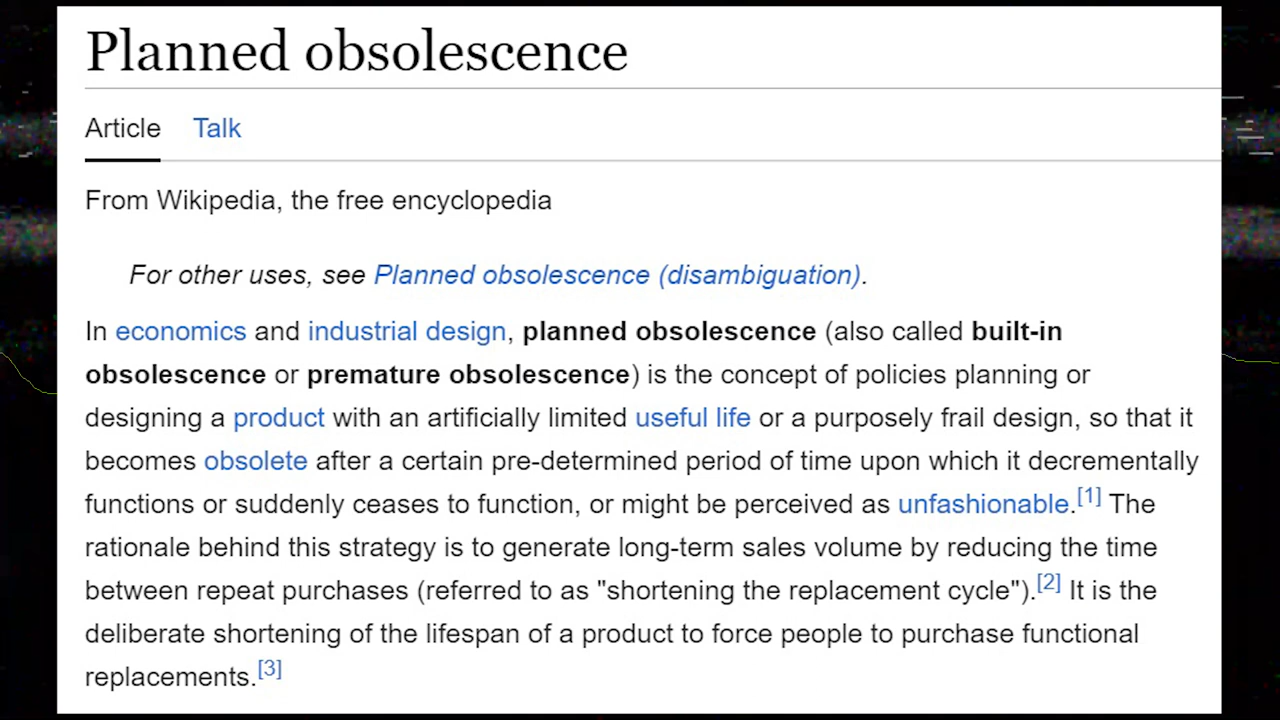 Planned obsolescence
Article Talk
From Wikipedia, the free encyclopedia
For other uses, see Planned obsolescence (disambiguation).
In economics and industrial design, planned obsolescence (also called built-in
obsolescence or premature obsolescence) is the concept of policies planning or
designing a product with an artificially limited useful life or a purposely frail design, so that it
becomes obsolete after a certain pre-determined period of time upon which it decrementally
functions or suddenly ceases to function, or might be perceived as unfashionable.[1] The
rationale behind this strategy is to generate long-term sales volume by reducing the time
between repeat purchases (referred to as "shortening the replacement cycle").[2] It is the
deliberate shortening of the lifespan of a product to force people to purchase functional
replacements.[3]